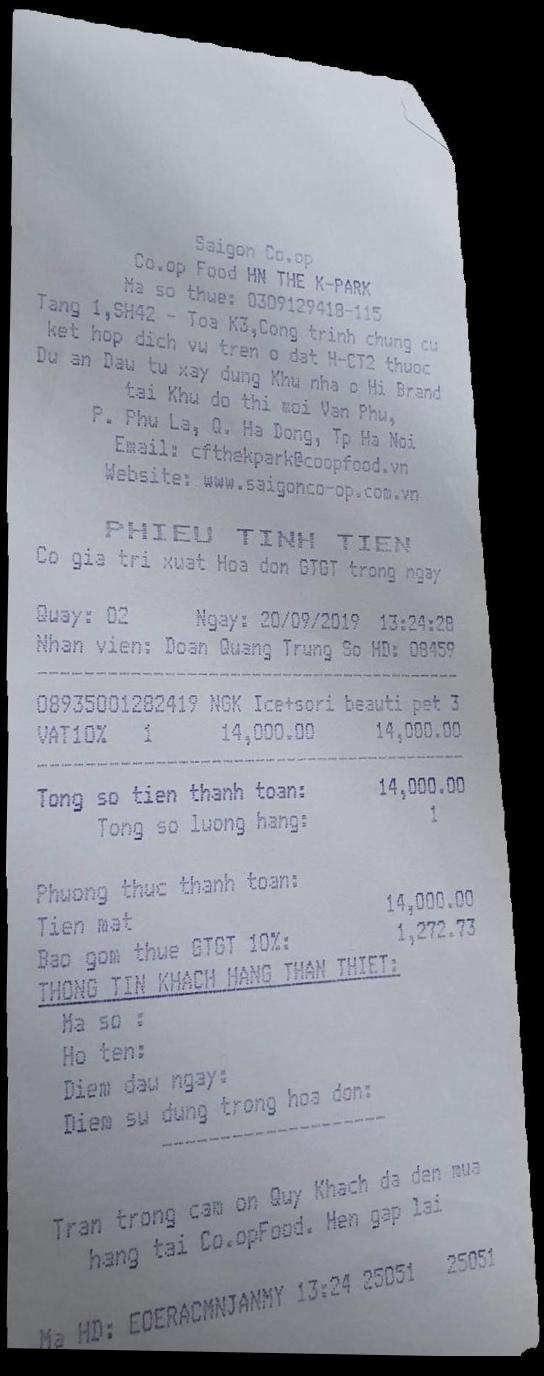 Saigon Co.op
Co.op Food HN THE K-PARK
Ma so thue: 0309129418-115
Tang 1,SH42 - Toa K3,Cong trinh chung cu
ket hop dich vu tren o dat H-CT2 thuoc
Du an Dau tu xay dung Khu nha o Hi Brand
tai Khu do thi moi Van Phu,
P. Phu La, Q. Ha Dong, Tp Ha Noi
Email: cfthekpark@coopfood.vn
Website: www.saigonco-op.com.vn
PHIEU TINH TIEN
Co gia tri xuat Hoa don GTGT trong ngay
Quay: 02 Ngay: 20/09/2019 13:24:28
Nhan vien: Doan Quang Trung So HD: 08459
08935001282419 NGK Ice+sori beauti pet 3
VAT10% 1 14,000.00 14,000.00
Tong so tien thanh toan: 14,000.00
Tong so luong hang: 1
Phuong thuc thanh toan:
Tien mat 14,000.00
Bao gom thue GTGT 10%: 1,272.73
THONG TIN KHACH HANG THAN THIET:
Ma so :
Ho ten:
Diem dau ngay:
Diem su dung trong hoa don:
Tran trong cam on Quy Khach da den mua
hang tai Co.opFood. Hen gap lai
Ma HD: EOERACMNJANMY 13:24 25051 25051